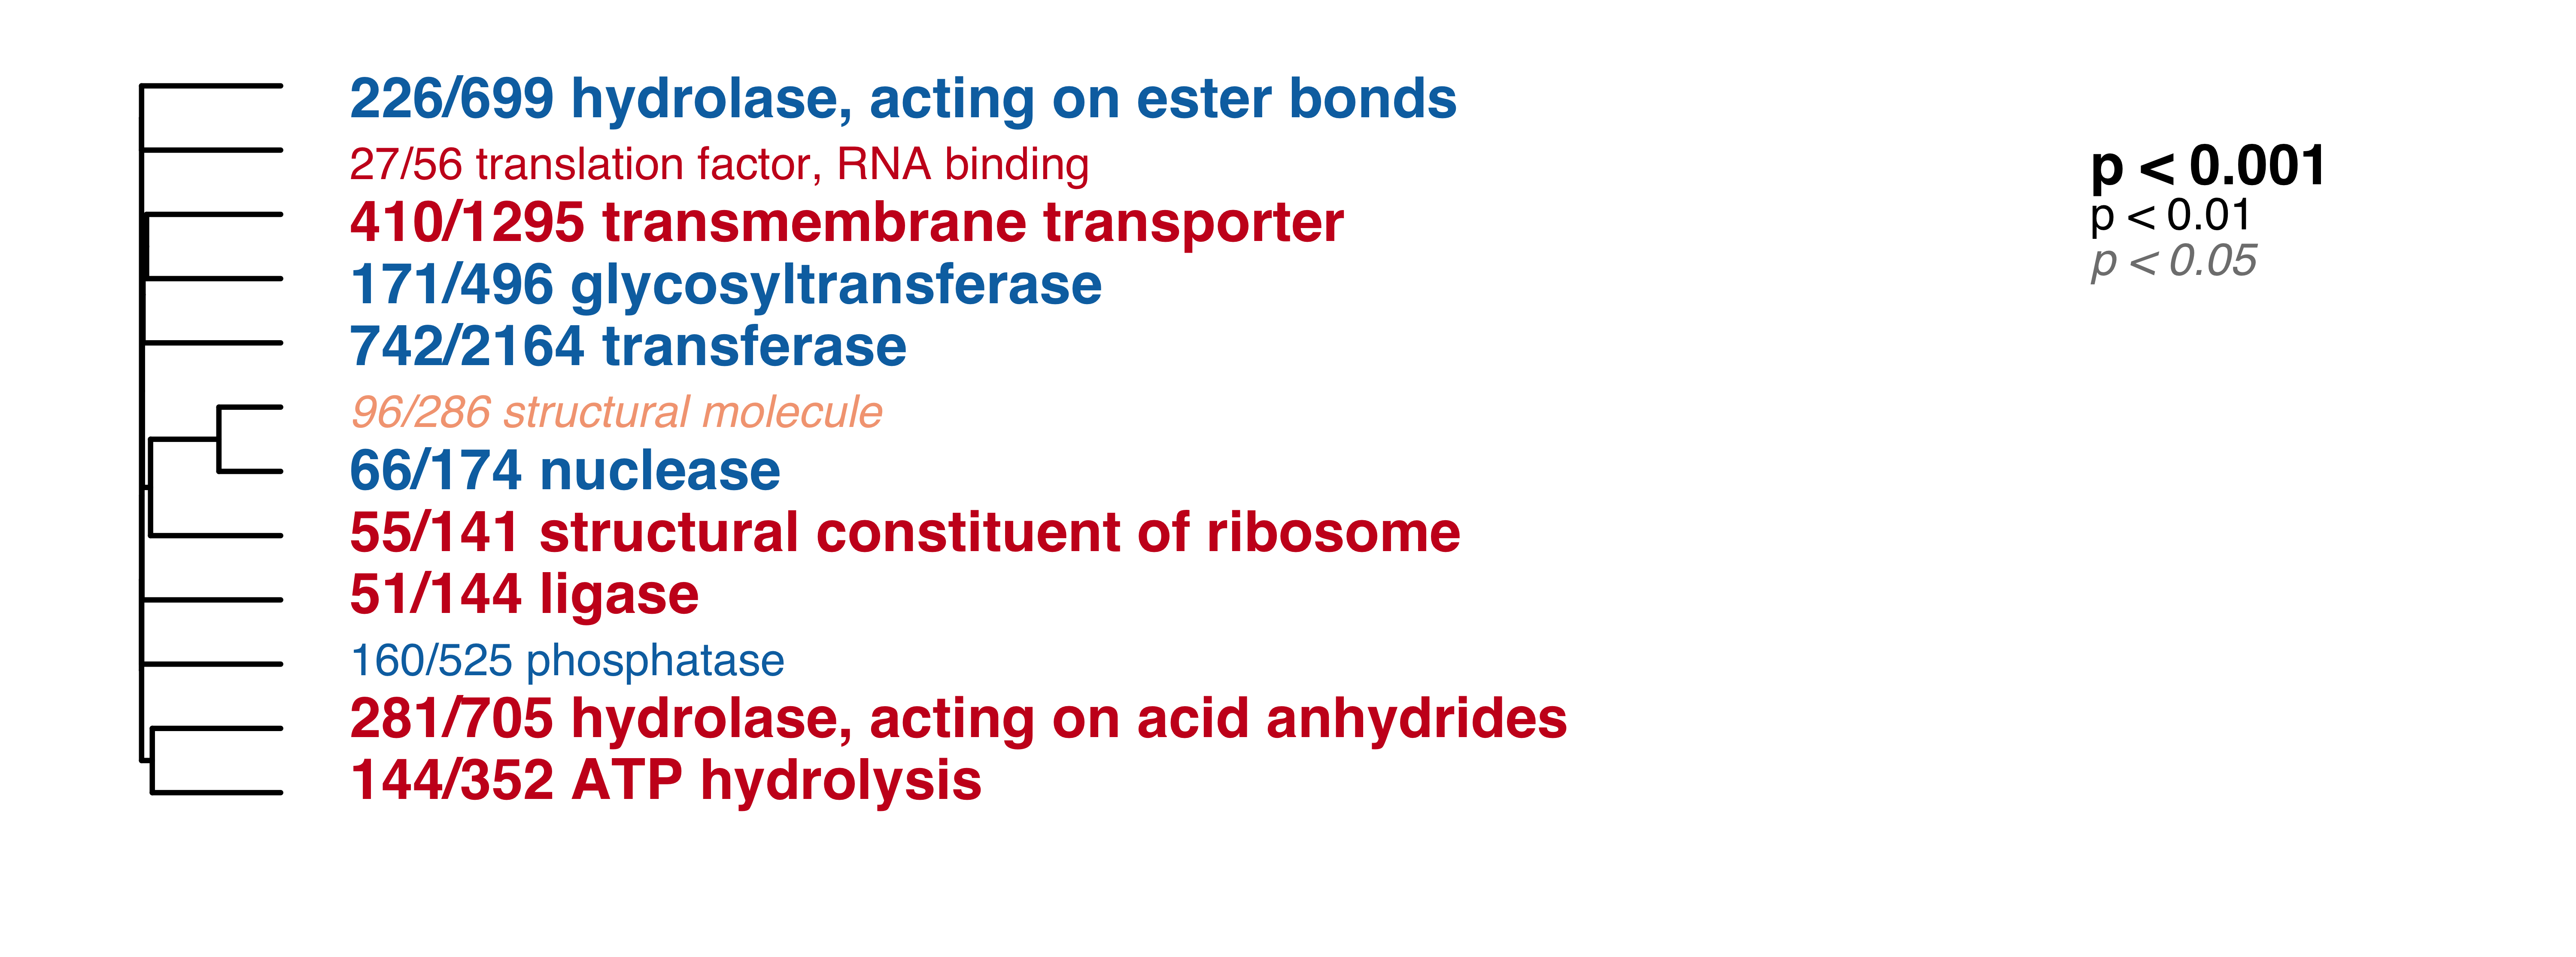 226/699 hydrolase, acting on ester bonds
27/56 translation factor, RNA binding
410/1295 transmembrane transporter
171/496 glycosyltransferase
742/2164 transferase
96/286 structural molecule
66/174 nuclease
55/141 structural constituent of ribosome
51/144 ligase
160/525 phosphatase
281/705 hydrolase, acting on acid anhydrides
144/352 ATP hydrolysis
p < 0.001
p < 0.01
p < 0.05